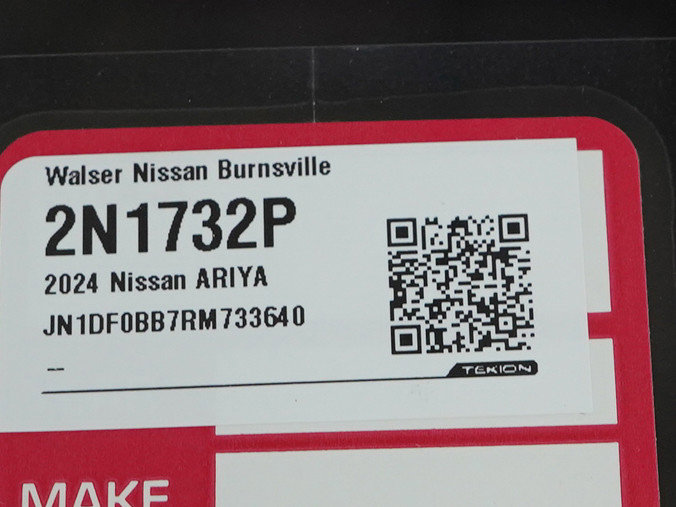 Walser Nissan Burnsville
2N1732P
2024 Nissan ARIYA
JN1DF0BB7RM733640
--
TEKION
MAKE